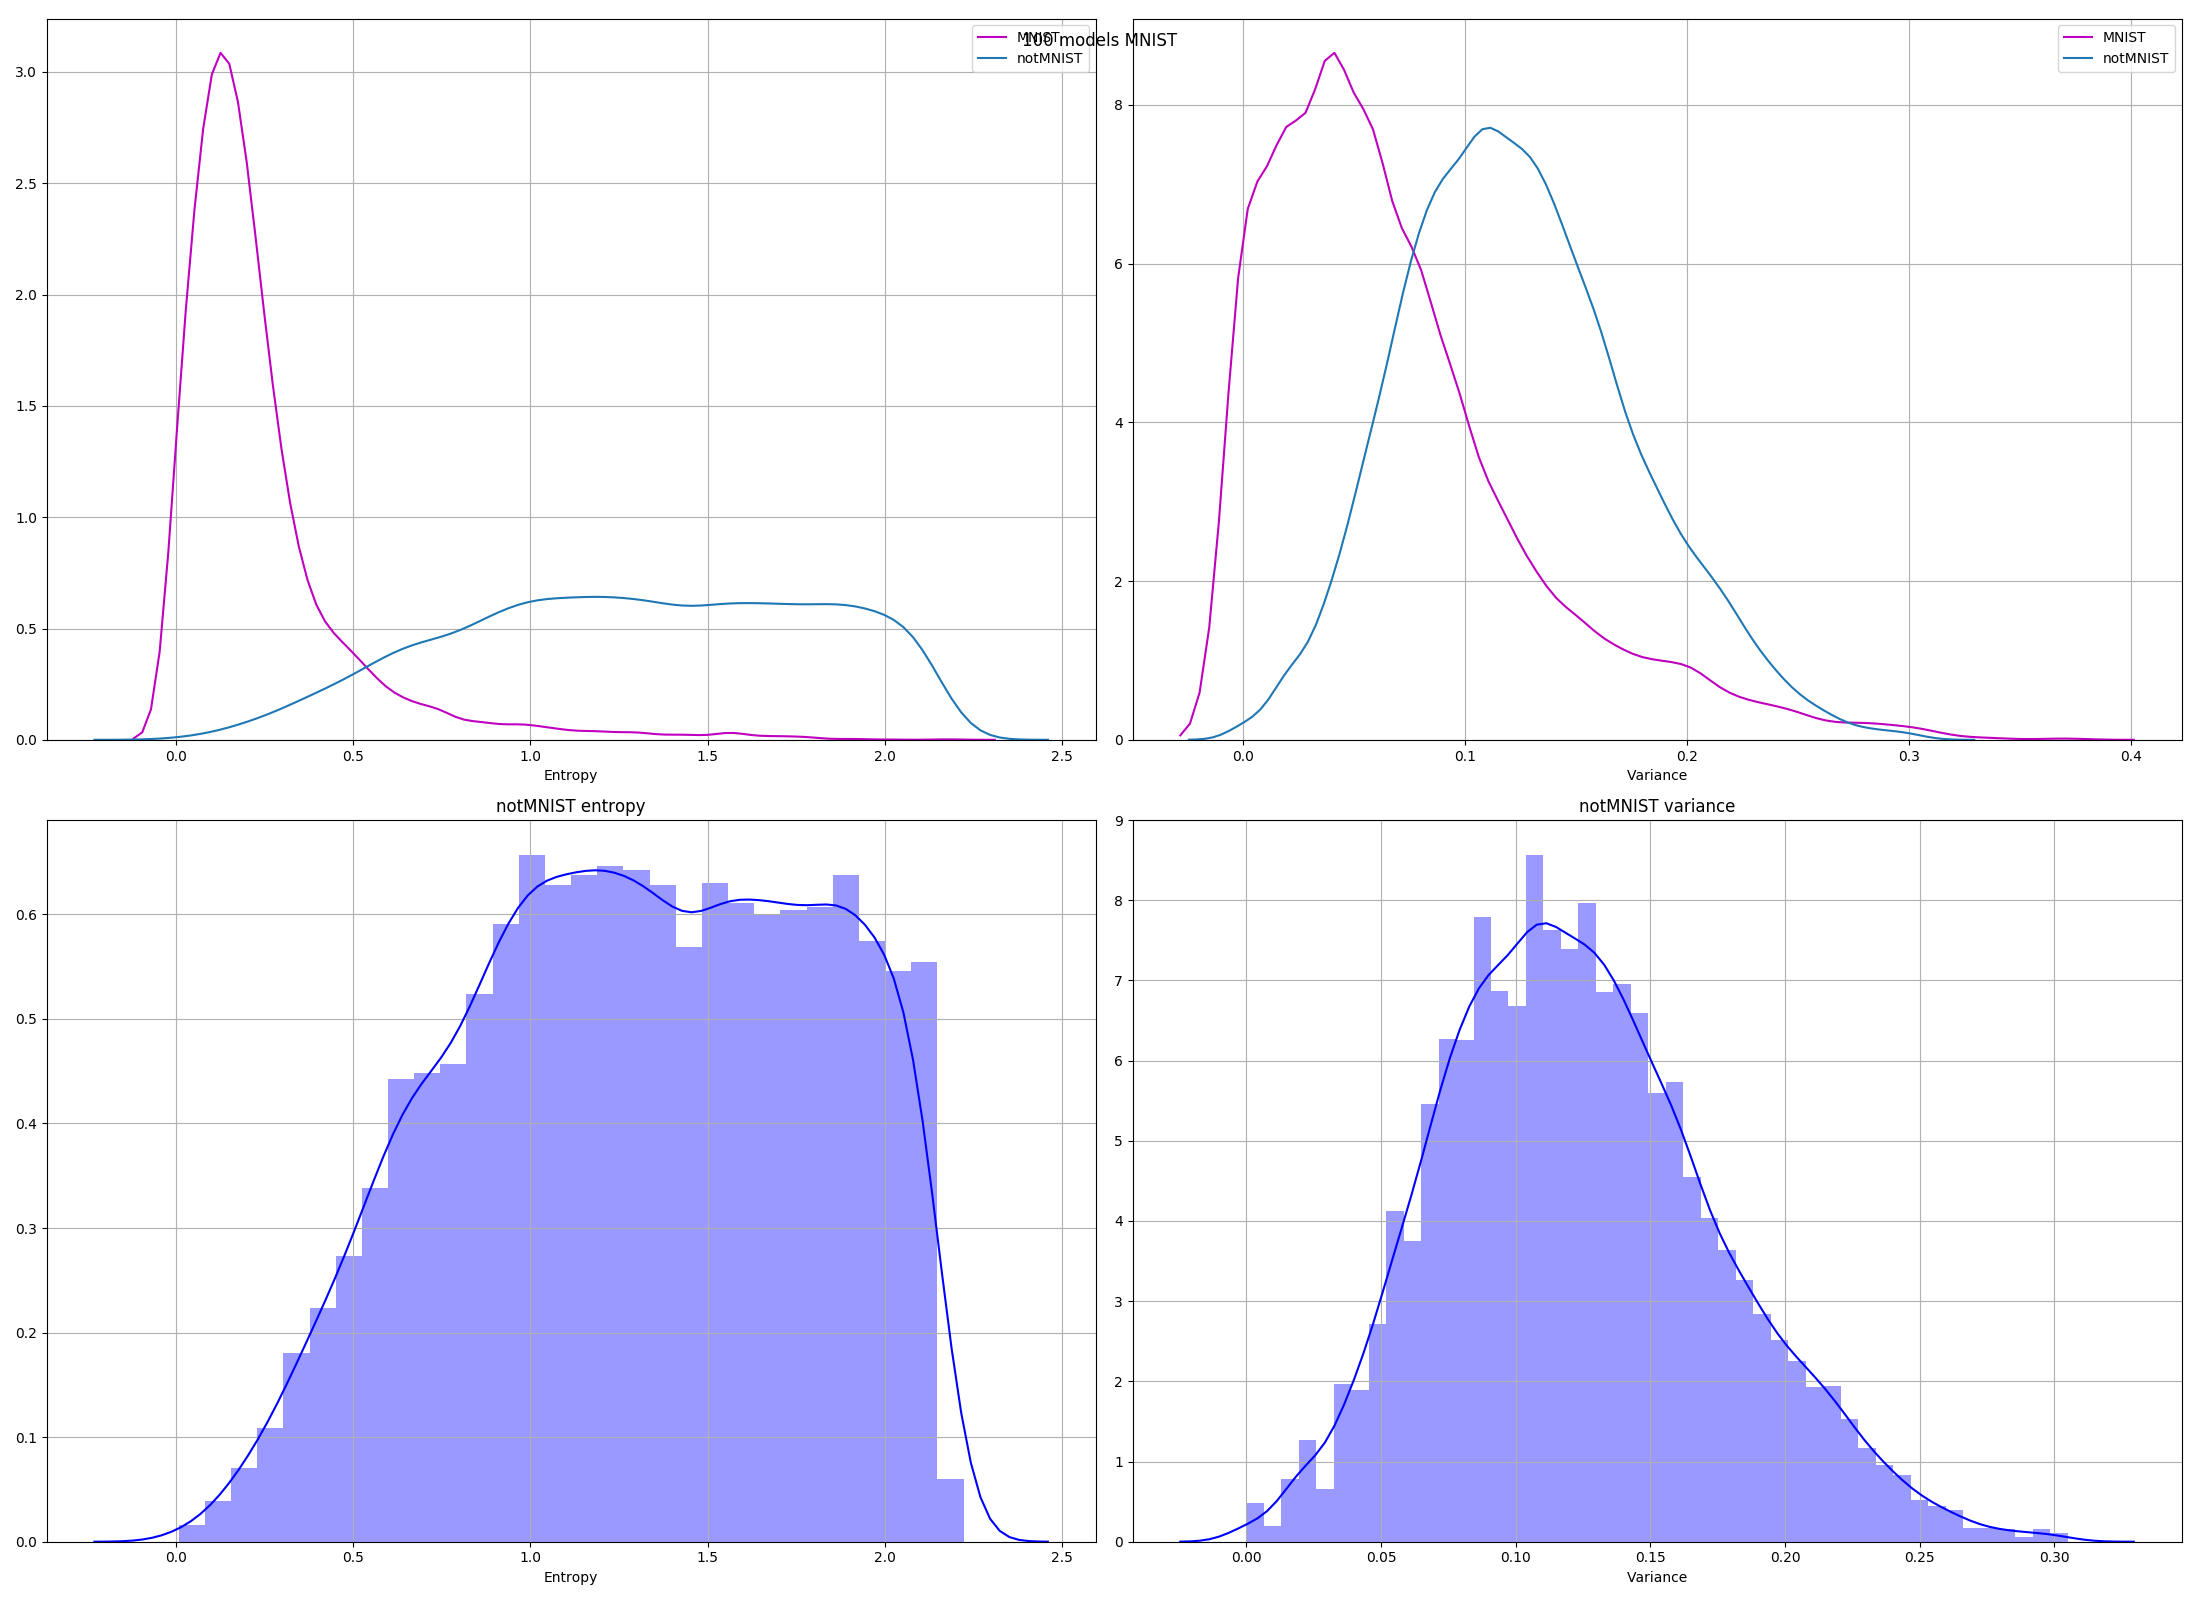 100 models MNIST
MNIST
notMNIST
3.0
2.5
2.0
1.5
1.0
0.5
0.0
0.0 0.5 1.0 1.5 2.0 2.5
Entropy
MNIST
notMNIST
8
6
4
2
0
0.0 0.1 0.2 0.3 0.4
Variance
notMNIST entropy
0.6
0.5
0.4
0.3
0.2
0.1
0.0
0.0 0.5 1.0 1.5 2.0 2.5
Entropy
notMNIST variance
9
8
7
6
5
4
3
2
1
0
0.00 0.05 0.10 0.15 0.20 0.25 0.30
Variance